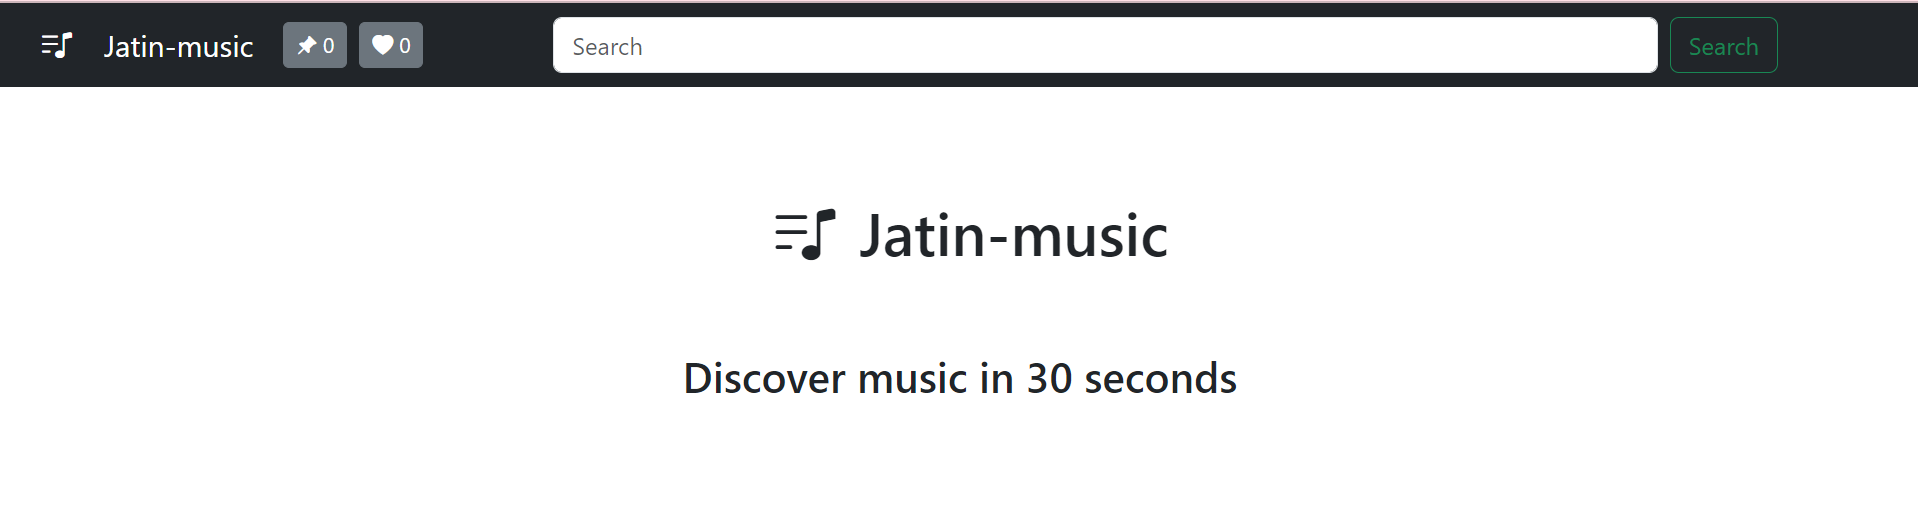 Jatin-music 0 0 Search Search
Jatin-music
Discover music in 30 seconds